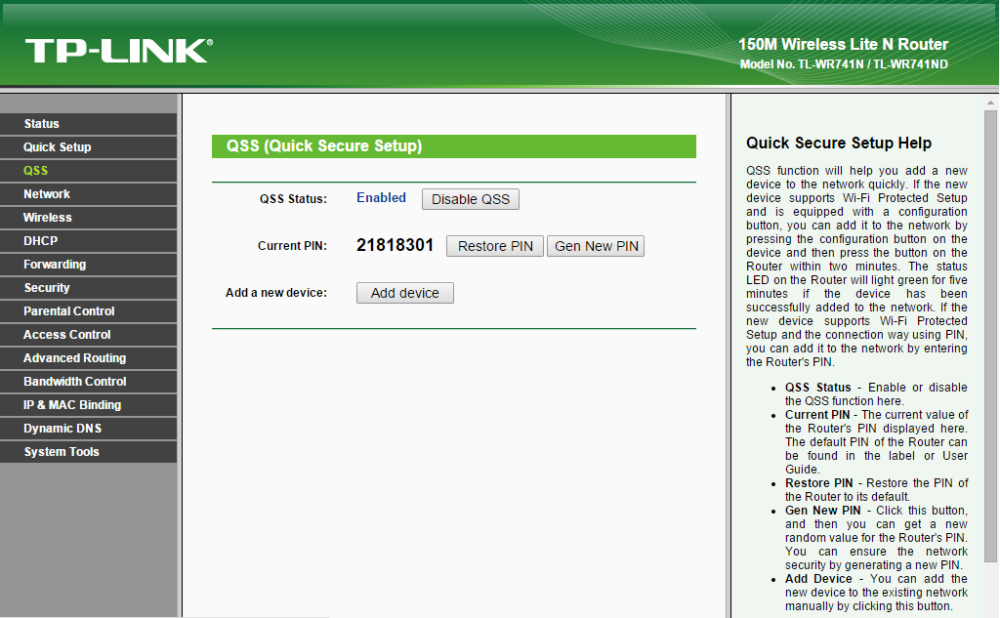 TP-LINK®
150M Wireless Lite N Router
Model No. TL-WR741N / TL-WR741ND
Status
Quick Setup
QSS
Network
Wireless
DHCP
Forwarding
Security
Parental Control
Access Control
Advanced Routing
Bandwidth Control
IP & MAC Binding
Dynamic DNS
System Tools
QSS (Quick Secure Setup)
QSS Status: Enabled Disable QSS
Current PIN: 21818301 Restore PIN Gen New PIN
Add a new device: Add device
Quick Secure Setup Help
QSS function will help you add a new
device to the network quickly. If the new
device supports Wi-Fi Protected Setup
and is equipped with a configuration
button, you can add it to the network by
pressing the configuration button on the
device and then press the button on the
Router within two minutes. The status
LED on the Router will light green for five
minutes if the device has been
successfully added to the network. If the
new device supports Wi-Fi Protected
Setup and the connection way using PIN,
you can add it to the network by entering
the Router's PIN.
• QSS Status - Enable or disable
the QSS function here.
• Current PIN - The current value of
the Router's PIN displayed here.
The default PIN of the Router can
be found in the label or User
Guide.
• Restore PIN - Restore the PIN of
the Router to its default.
• Gen New PIN - Click this button,
and then you can get a new
random value for the Router's PIN.
You can ensure the network
security by generating a new PIN.
• Add Device - You can add the
new device to the existing network
manually by clicking this button.